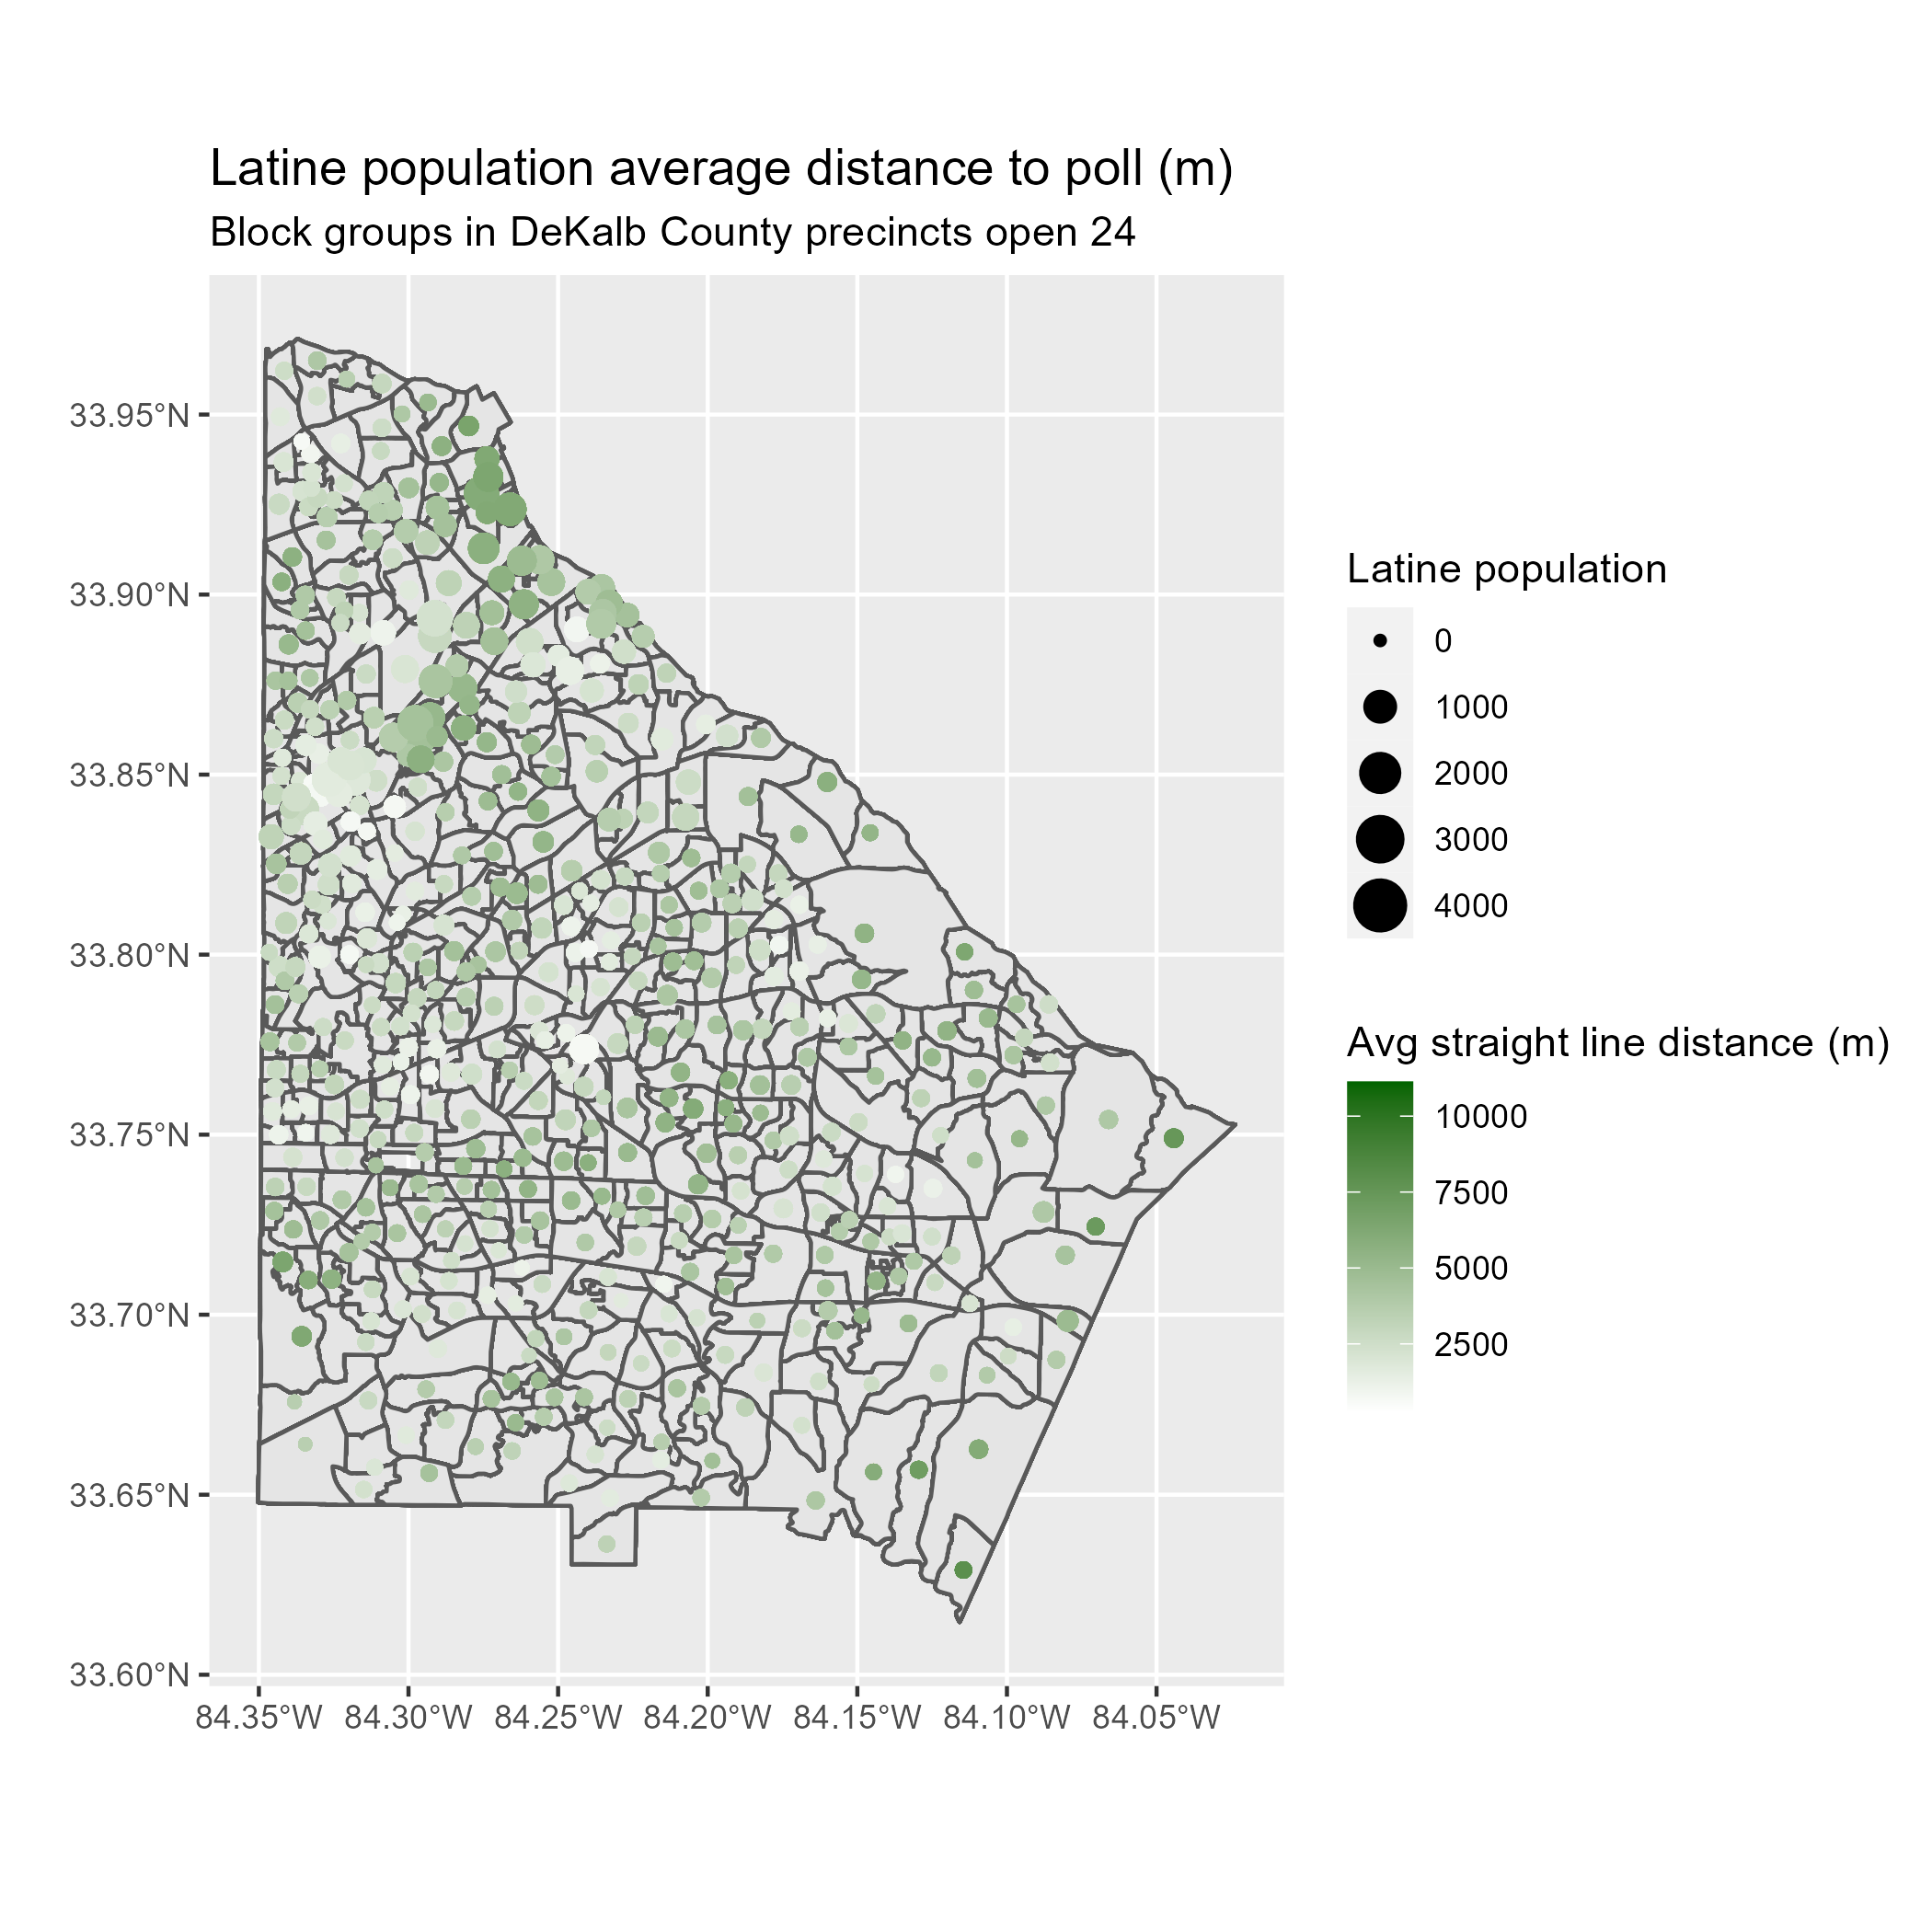 Latine population average distance to poll (m)
Block groups in DeKalb County precincts open 24
33.95°N
33.90°N
33.85°N
33.80°N
33.75°N
33.70°N
33.65°N
33.60°N
84.35°W 84.30°W 84.25°W 84.20°W 84.15°W 84.10°W 84.05°W
Latine population
0
1000
2000
3000
4000
Avg straight line distance (m)
10000
7500
5000
2500